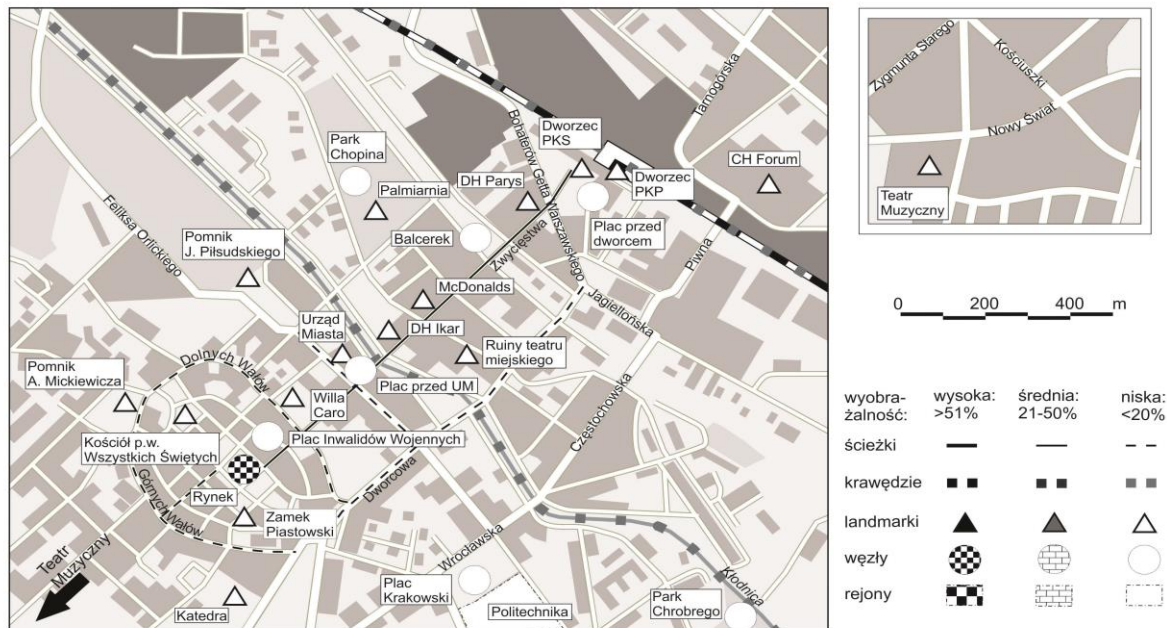 Tarnogórska
Bohaterów Getta Warszawskiego
Park
Chopina
Dworzec
PKS
CH Forum
Palmiarnia
DH Parys
Dworzec
PKP
Feliksa Orlickiego
Pomnik
J. Piłsudskiego
Balcerek
Zwycięstwa
Plac przed
dworcem
Piwna
McDonalds
Jagiellońska
Urząd
Miasta
DH Ikar
Ruiny teatru
miejskiego
Dolnych Wałów
Pomnik
A. Mickiewicza
Plac przed UM
Willa
Caro
Częstochowska
Kościół p.w.
Wszystkich Świętych
Plac Inwalidów Wojennych
Górnych Wałów
Rynek
Dworcowa
Zamek
Piastowski
Teatr
Muzyczny
Wrocławska
Plac
Krakowski
Katedra
Politechnika
Park
Chrobrego
Kłodnica
Zygmunta Starego
Kościuszki
Nowy Świat
Teatr
Muzyczny
0 200 400 m
wyobra-
żalność:
wysoka:
>51%
średnia:
21-50%
niska:
<20%
ścieżki
krawędzie
landmarki
węzły
rejony